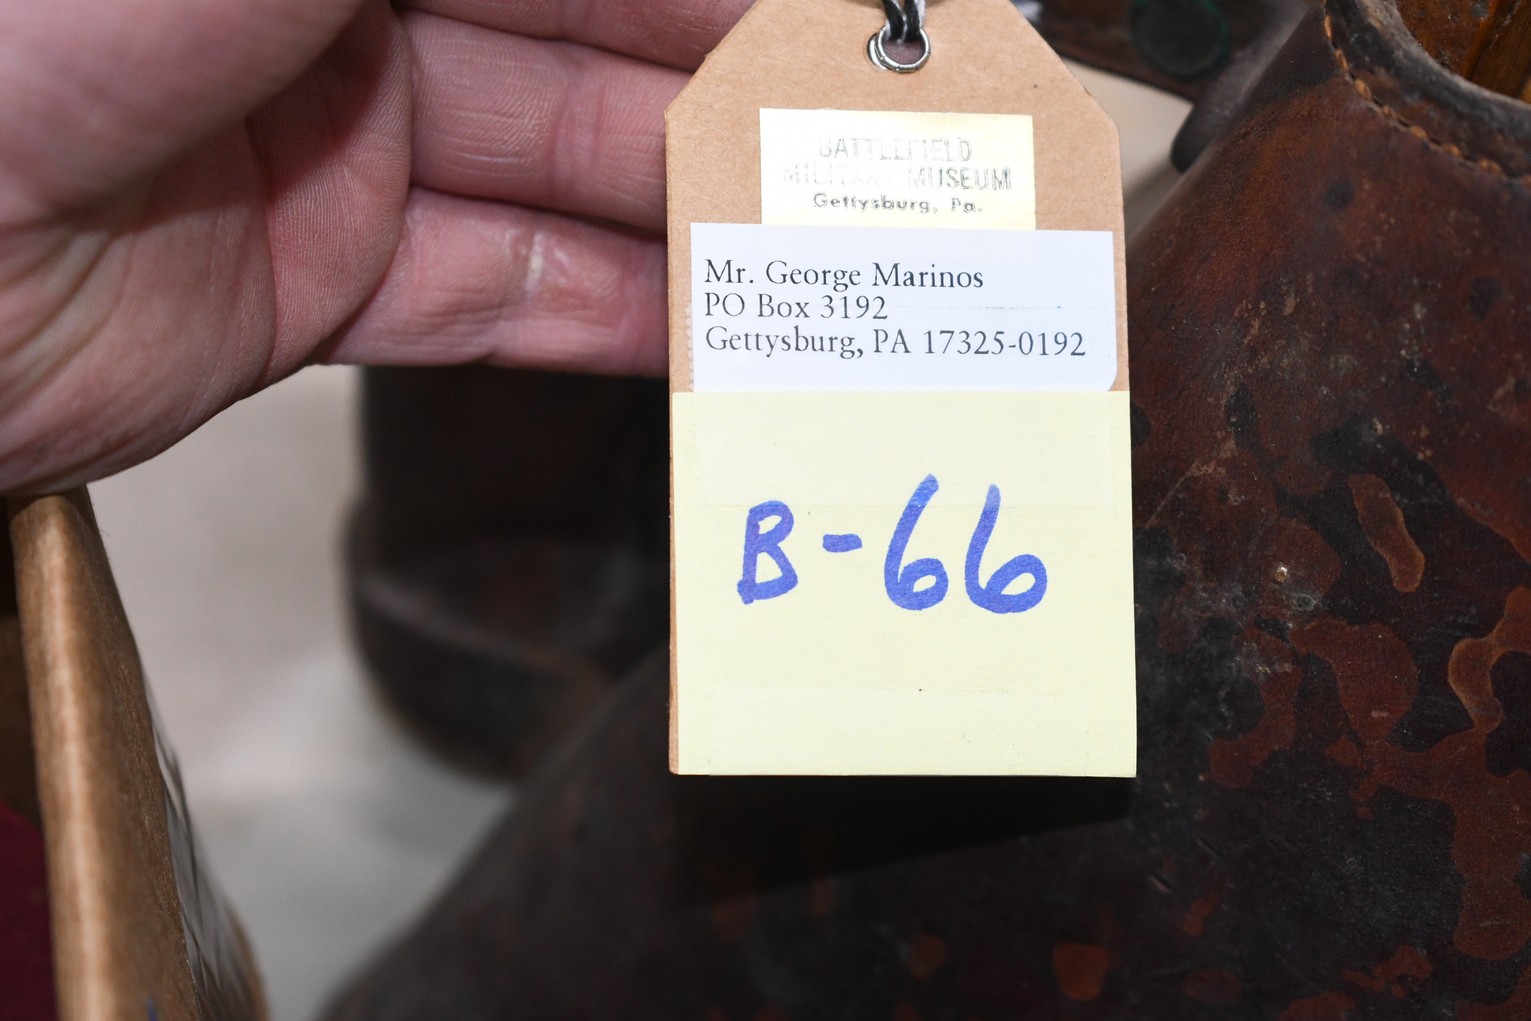 BATTLEFIELD
MILITARY MUSEUM
Gettysburg, Pa.
Mr. George Marinos
PO Box 3192
Gettysburg, PA 17325-0192
B-66